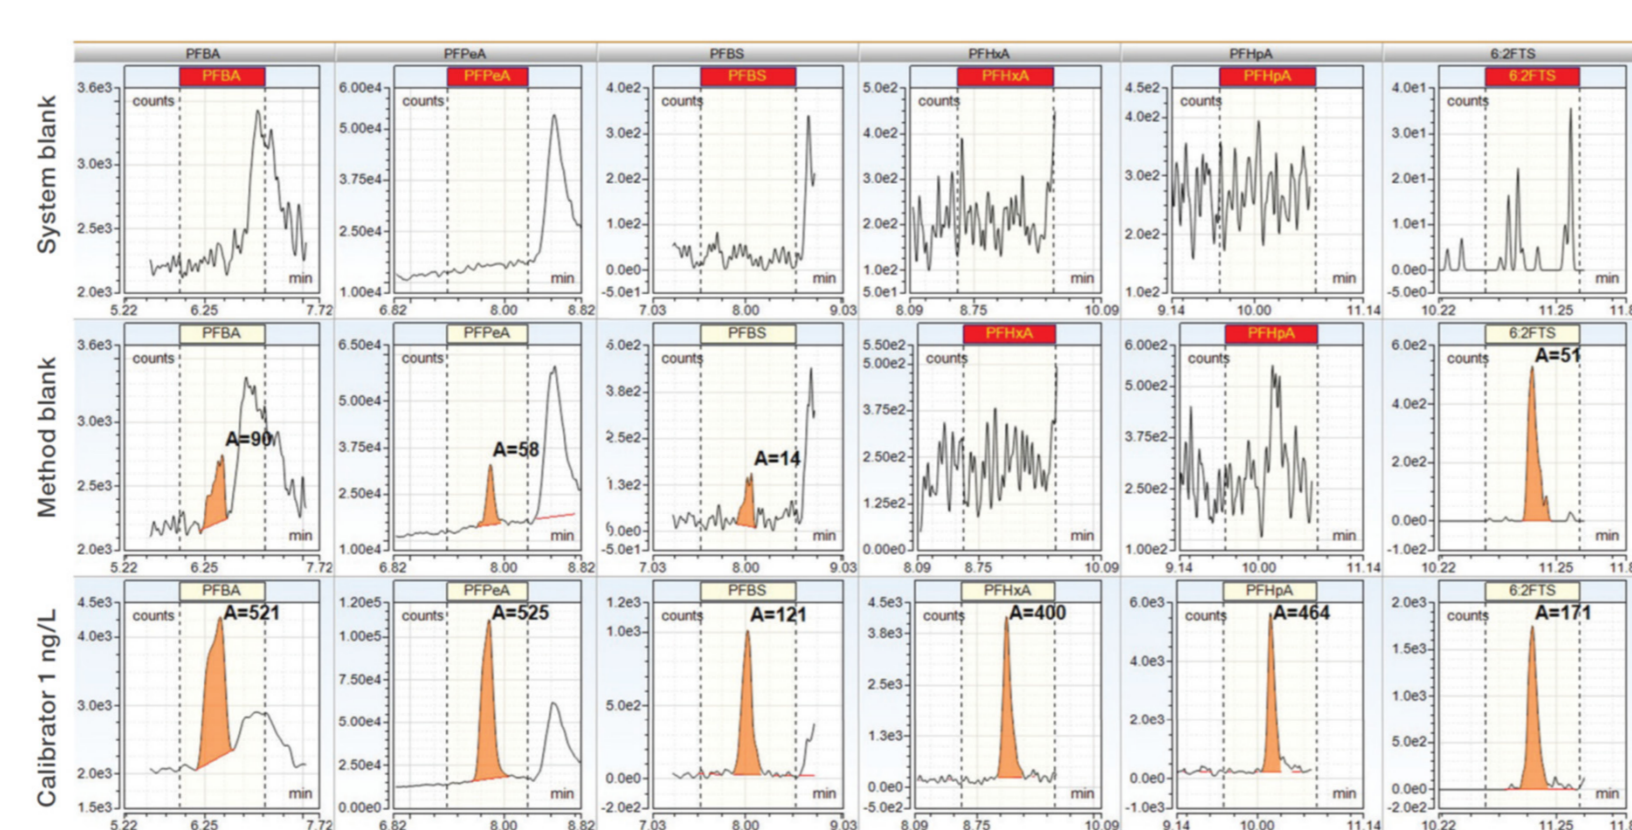 PFBA PFPeA PFBS PFHxA PFHpA 6:2FTS
System blank
PFBA PFPeA PFBS PFHxA PFHpA 6:2FTS
3.6e3 3.0e3 2.5e3 2.0e3 counts min 5.22 6.25 7.72
6.00e4 5.00e4 3.75e4 2.50e4 1.00e4 counts 6.82 8.00 8.82
4.0e2 3.0e2 2.0e2 1.0e2 0.0e0 -5.0e1 counts min 7.03 8.00 9.03
5.0e2 4.0e2 3.0e2 2.0e2 1.0e2 5.0e1 counts min 8.09 8.75 10.09
4.5e2 4.0e2 3.0e2 2.0e2 1.0e2 counts min 9.14 10.00 11.14
4.0e1 3.0e1 2.0e1 1.0e1 0.0e0 -5.0e0 counts min 10.22 11.25 11.8
Method blank
PFBA PFPeA PFBS PFHxA PFHpA 6:2FTS
3.6e3 3.0e3 2.5e3 2.0e3 counts A=90 min 5.22 6.25 7.72
6.50e4 5.00e4 3.75e4 2.50e4 1.00e4 counts A=58 min 6.82 8.00 8.82
3.8e2 2.5e2 1.3e2 -5.0e1 counts A=14 min 7.03 8.00 9.03
5.50e2 5.00e2 3.75e2 2.50e2 1.25e2 0.00e0 counts min 8.09 8.75 10.09
6.00e2 5.00e2 3.75e2 2.50e2 1.00e2 counts min 9.14 10.00 11.14
6.0e2 4.0e2 2.0e2 0.0e0 -1.0e2 counts A=51 min 10.22 11.25 11.8
Calibrator 1 ng/L
PFBA PFPeA PFBS PFHxA PFHpA 6:2FTS
4.5e3 4.0e3 3.0e3 2.0e3 1.5e3 counts A=521 min 5.22 6.25 7.72
1.20e5 1.00e5 7.50e4 5.00e4 2.50e4 0.00e0 counts A=525 min 6.82 8.00 8.82
1.2e3 1.0e3 5.0e2 0.0e0 -2.0e2 counts A=121 min 7.03 8.00 9.03
4.5e3 3.8e3 2.5e3 1.3e3 0.0e0 -5.0e2 counts A=400 min 8.09 8.75 10.09
6.0e3 4.0e3 2.0e3 0.0e0 -1.0e3 counts A=464 min 9.14 10.00 11.14
2.0e3 1.5e3 1.0e3 5.0e2 0.0e0 -2.0e2 counts A=171 min 10.22 11.25 11.8